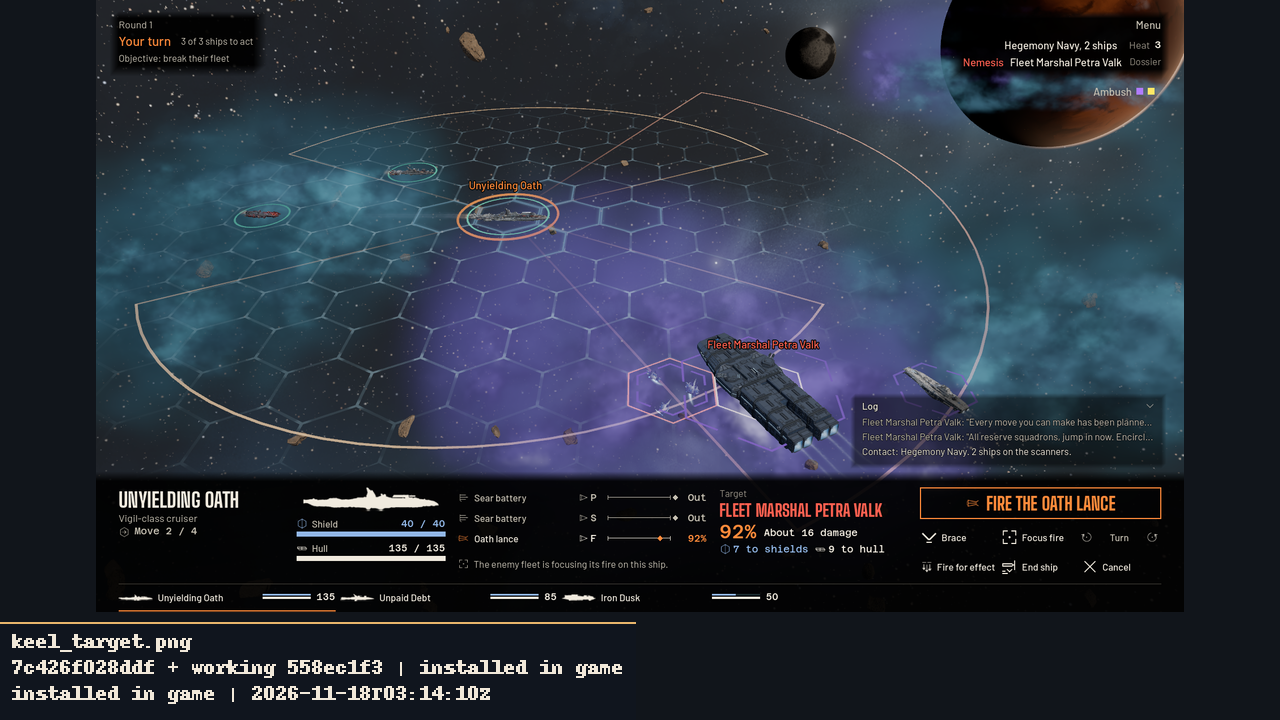 Round 1
Your turn 3 of 3 ships to act
Objective: break their fleet
Menu
Hegemony Navy, 2 ships Heat 3
Nemesis Fleet Marshal Petra Valk Dossier
Ambush
Unyielding Oath
Fleet Marshal Petra Valk
Log
Fleet Marshal Petra Valk: "Every move you can make has been planne...
Fleet Marshal Petra Valk: "All reserve squadrons, jump in now. Encircl...
Contact: Hegemony Navy. 2 ships on the scanners.
UNYIELDING OATH
Vigil-class cruiser
Move 2 / 4
Shield 40 / 40
Hull 135 / 135
Sear battery P Out
Sear battery S Out
Oath lance F 92%
The enemy fleet is focusing its fire on this ship.
Target
FLEET MARSHAL PETRA VALK
92% About 16 damage
7 to shields 9 to hull
FIRE THE OATH LANCE
Brace Focus fire Turn
Fire for effect End ship Cancel
Unyielding Oath 135 Unpaid Debt 85 Iron Dusk 50
keel_target.png
7c426f028ddf + working 558ec1f3 | installed in game
installed in game | 2026-11-18T03:14:10Z